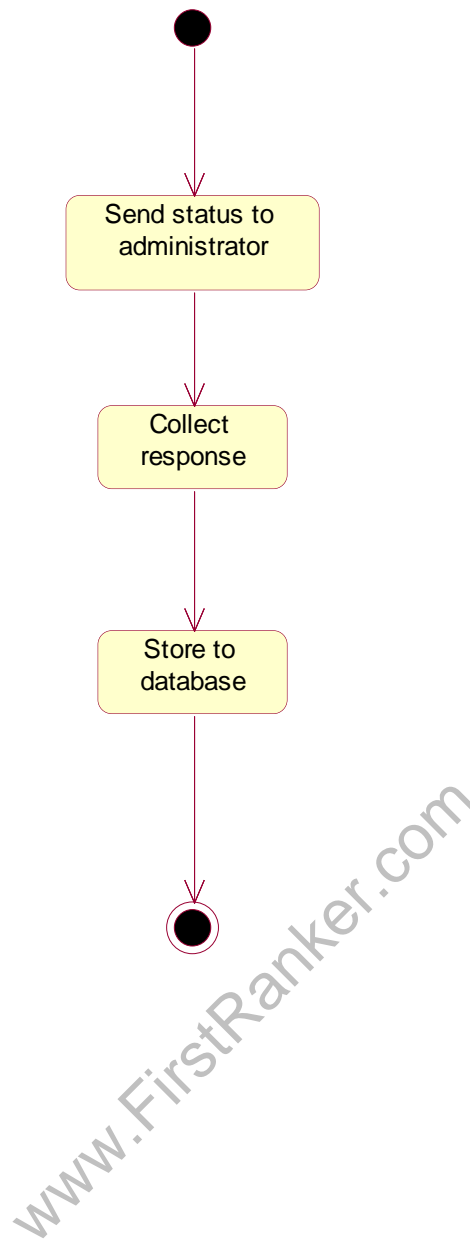 Send status to
administrator
Collect
response
Store to
database
www.FirstRanker.com